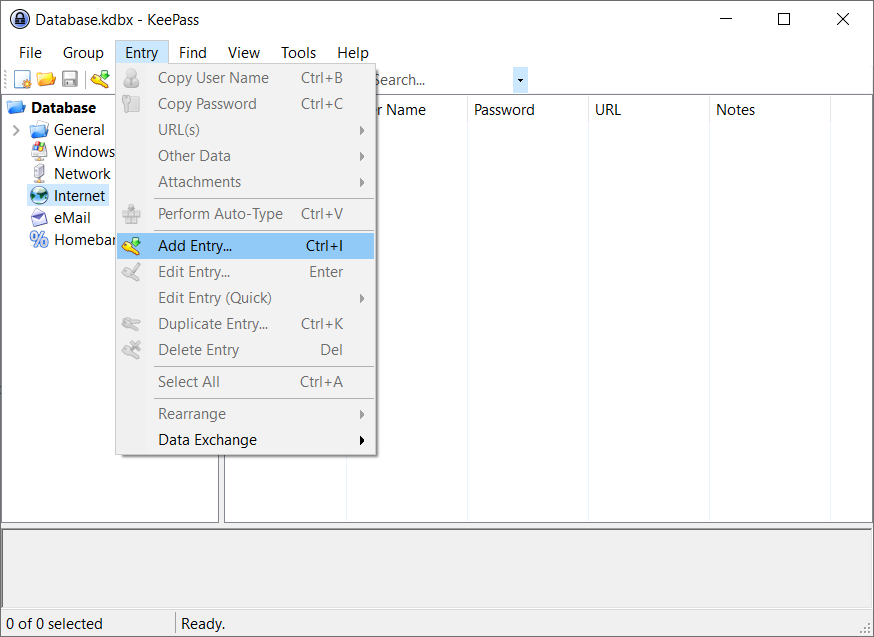 Database.kdbx - KeePass
File Group Entry Find View Tools Help
Search...
Database
General
Windows
Network
Internet
eMail
Homeban
Copy User Name Ctrl+B
Copy Password Ctrl+C
URL(s)
Other Data
Attachments
Perform Auto-Type Ctrl+V
Add Entry... Ctrl+I
Edit Entry... Enter
Edit Entry (Quick)
Duplicate Entry... Ctrl+K
Delete Entry Del
Select All Ctrl+A
Rearrange
Data Exchange
r Name Password URL Notes
0 of 0 selected Ready.